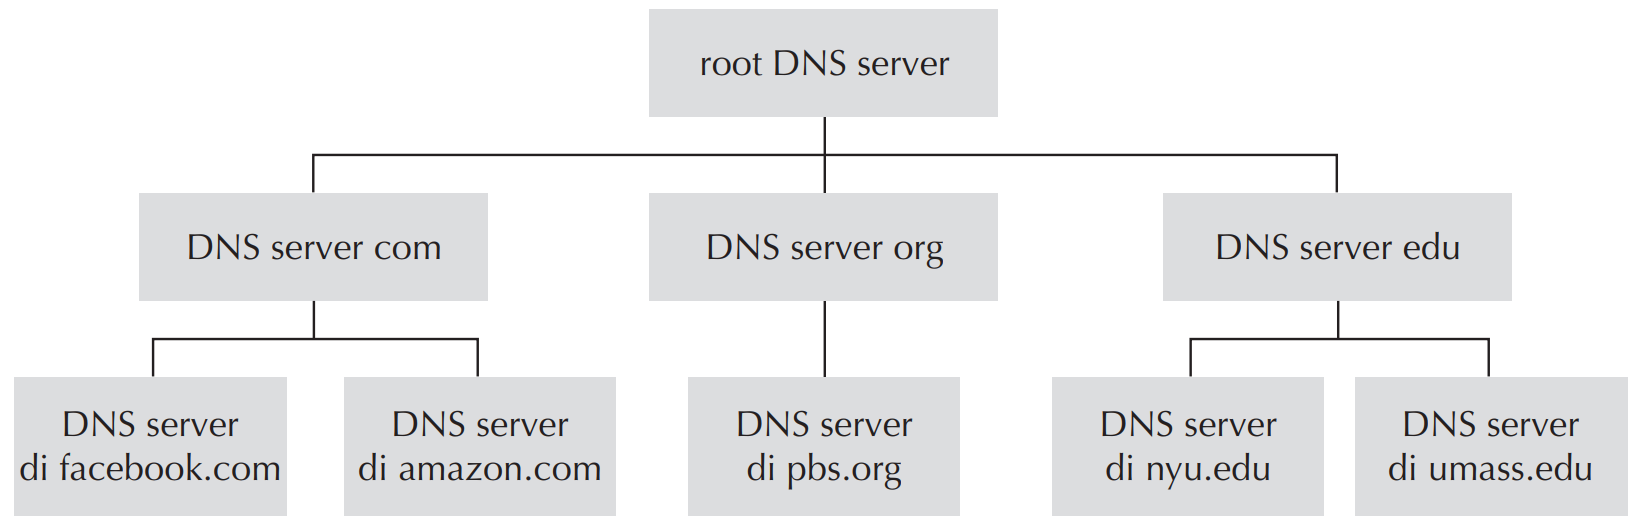 root DNS server
DNS server com
DNS server org
DNS server edu
DNS server
di facebook.com
DNS server
di amazon.com
DNS server
di pbs.org
DNS server
di nyu.edu
DNS server
di umass.edu